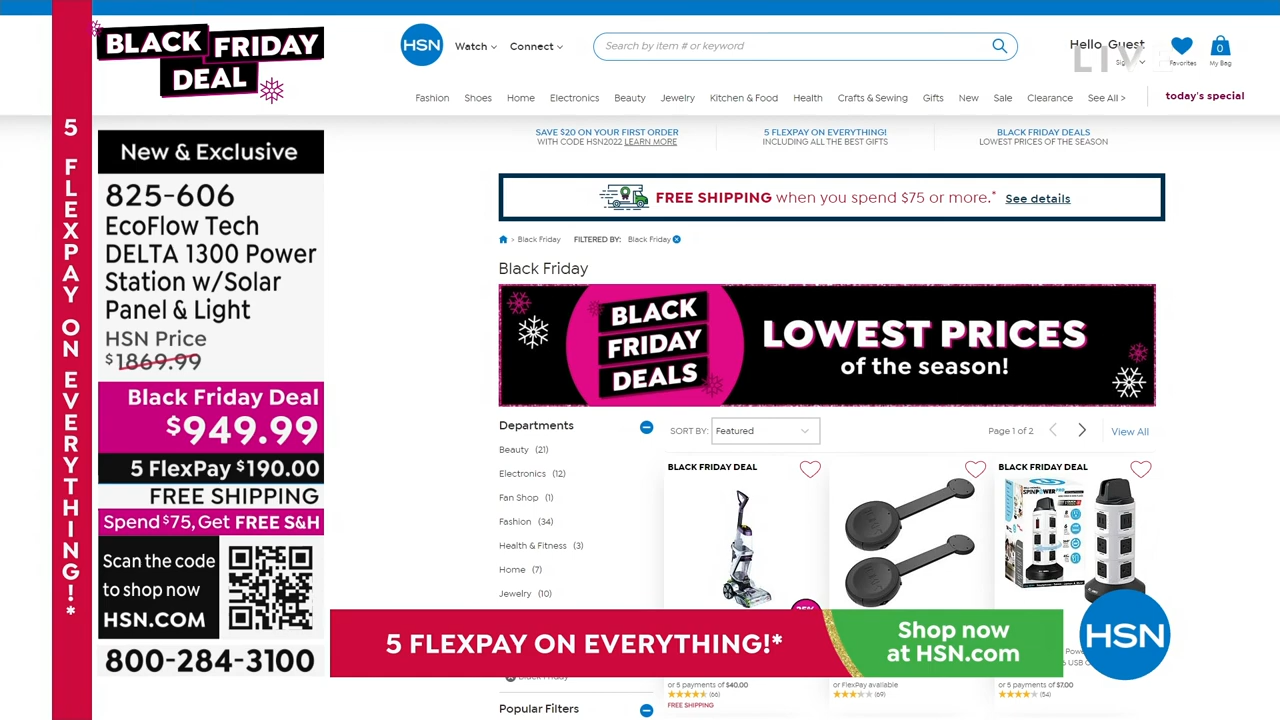 5 FLEXPAY ON EVERYTHING!*
BLACK FRIDAY
DEAL
New & Exclusive
825-606
EcoFlow Tech
DELTA 1300 Power
Station w/Solar
Panel & Light
HSN Price
$1869.99
Black Friday Deal
$949.99
5 FlexPay $190.00
FREE SHIPPING
Spend $75, Get FREE S&H
Scan the code
to shop now
HSN.COM
800-284-3100
HSN
Watch
Connect
Search by item # or keyword
Hello, Guest
LIVE
Favorites
0
My Bag
Fashion Shoes Home Electronics Beauty Jewelry Kitchen & Food Health Crafts & Sewing Gifts New Sale Clearance See All >
today's special
SAVE $20 ON YOUR FIRST ORDER
WITH CODE HSN2022 LEARN MORE
5 FLEXPAY ON EVERYTHING!
INCLUDING ALL THE BEST GIFTS
BLACK FRIDAY DEALS
LOWEST PRICES OF THE SEASON
FREE SHIPPING when you spend $75 or more.* See details
> Black Friday FILTERED BY: Black Friday
Black Friday
BLACK
FRIDAY
DEALS
LOWEST PRICES
of the season!
Departments
Beauty (21)
Electronics (12)
Fan Shop (1)
Fashion (34)
Health & Fitness (3)
Home (7)
Jewelry (10)
Black Friday
Popular Filters
SORT BY: Featured
Page 1 of 2
View All
BLACK FRIDAY DEAL
25%
or 5 payments of $40.00
(66)
FREE SHIPPING
or FlexPay available
(69)
BLACK FRIDAY DEAL
SPINPOWER PRO
or 5 payments of $7.00
(54)
5 FLEXPAY ON EVERYTHING!*
Shop now
at HSN.com
HSN